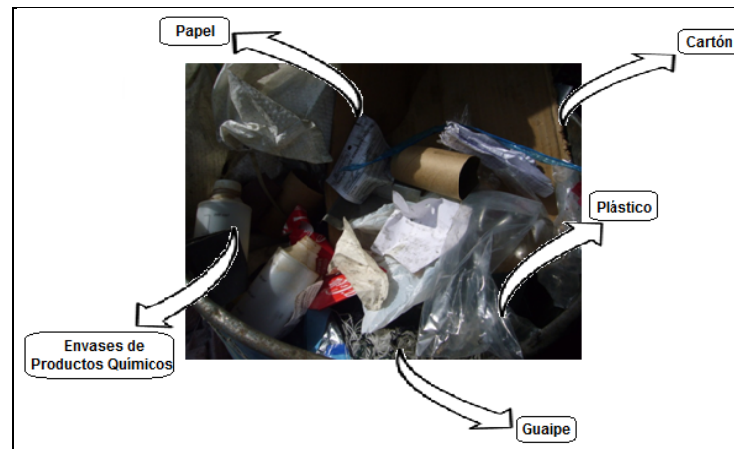 Papel
Cartón
Plástico
Envases de
Productos Químicos
Guaipe